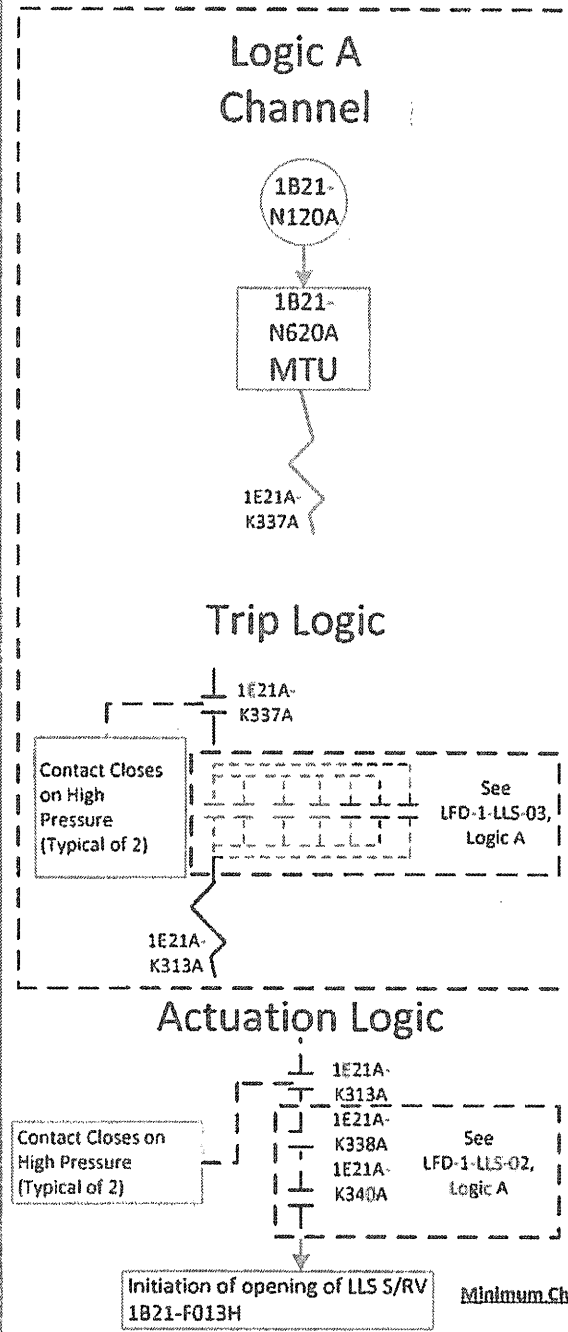 Logic A
Channel
1B21-
N120A
1B21-
N620A
MTU
1E21A-
K337A
Trip Logic
1E21A-
K337A
Contact Closes
on High
Pressure
(Typical of 2)
See
LFD-1-LLS-03,
Logic A
1E21A-
K313A
Actuation Logic
1E21A-
K313A
1E21A-
K338A
1E21A-
K340A
Contact Closes on
High Pressure
(Typical of 2)
See
LFD-1-LLS-02,
Logic A
Initiation of opening of LLS S/RV
1B21-F013H
Minimum Ch